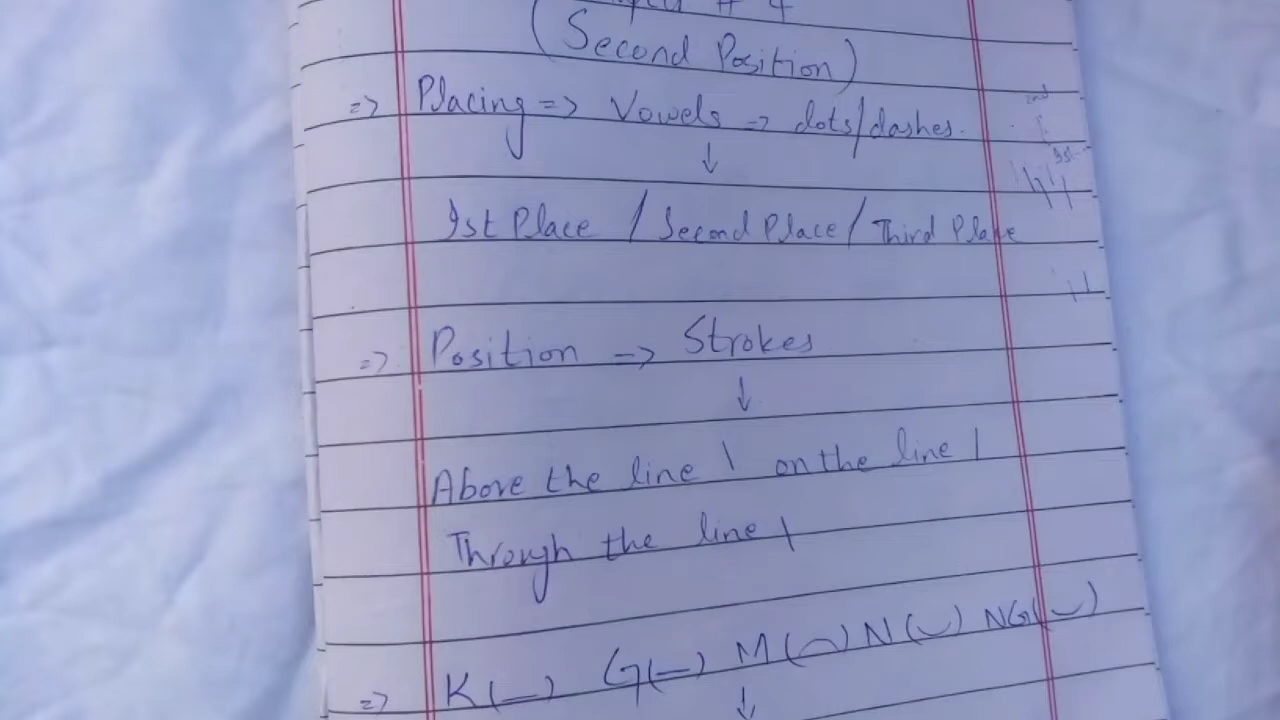 # 4
(Second Position)
=> Placing => Vowels -> dots/dashes.
↓
1st Place / Second Place / Third Place
=> Position -> Strokes
↓
Above the line \ on the line |
Through the line \
=> K(—) G(—) M(⌒) N(⌣) NG(⌣)
↓